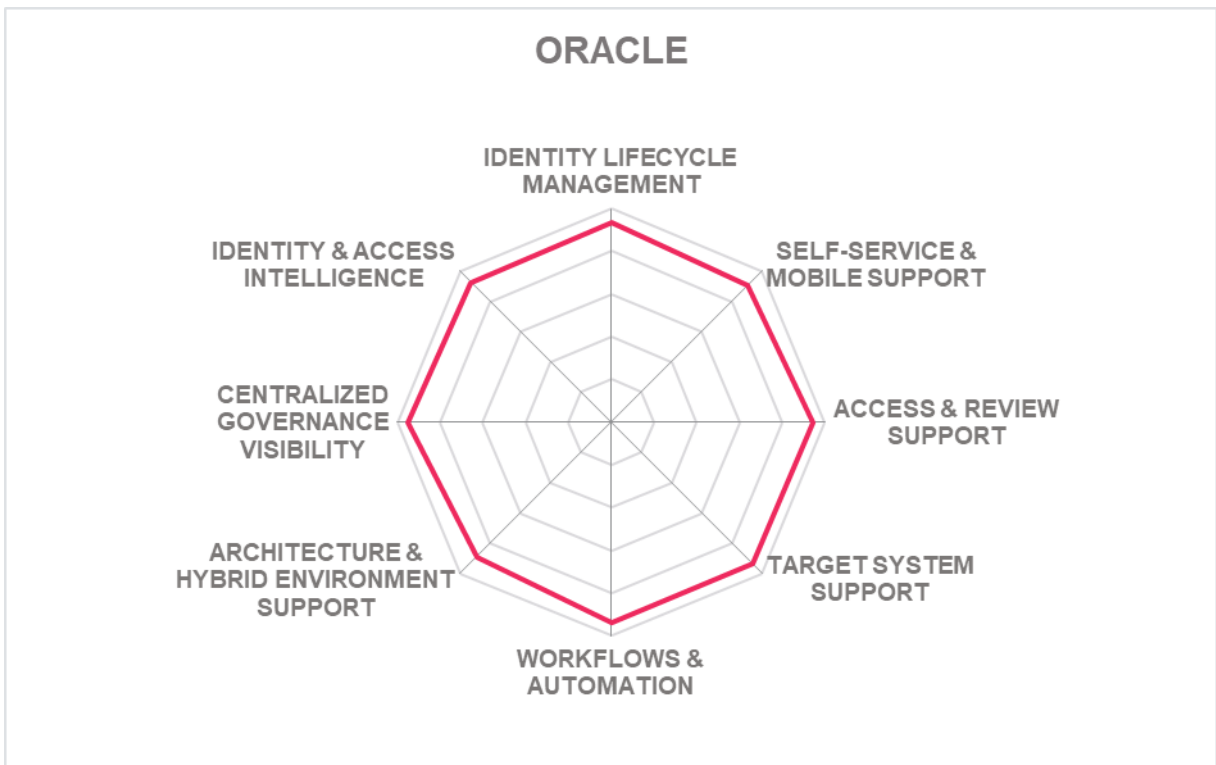 ORACLE
IDENTITY LIFECYCLE
MANAGEMENT
IDENTITY & ACCESS
INTELLIGENCE
SELF-SERVICE &
MOBILE SUPPORT
CENTRALIZED
GOVERNANCE
VISIBILITY
ACCESS & REVIEW
SUPPORT
ARCHITECTURE &
HYBRID ENVIRONMENT
SUPPORT
TARGET SYSTEM
SUPPORT
WORKFLOWS &
AUTOMATION